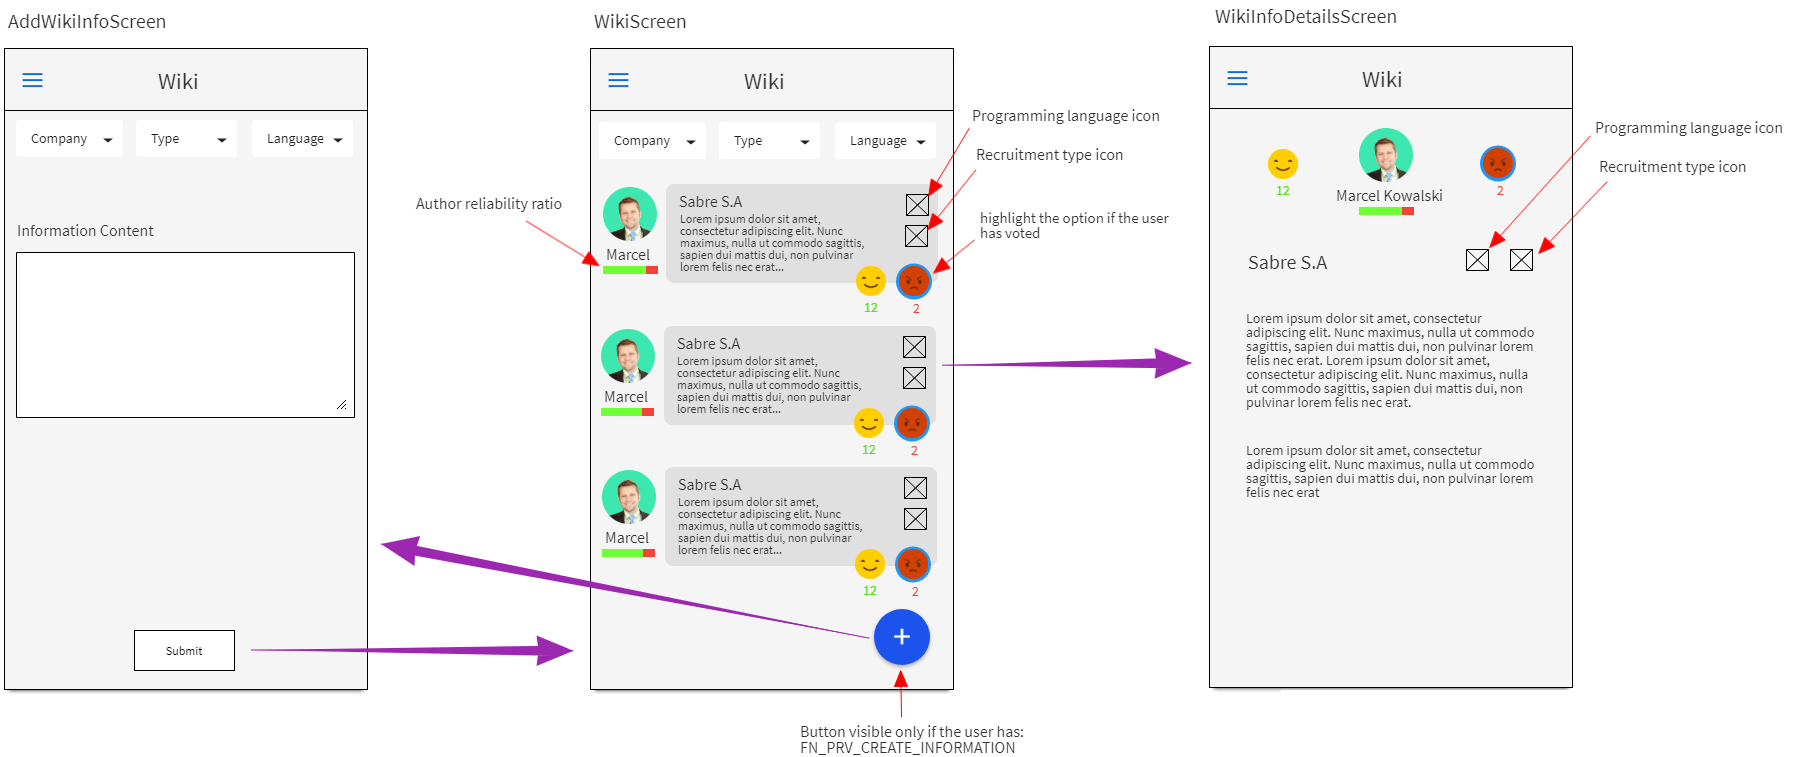 AddWikiInfoScreen
Wiki
Company
Type
Language
Information Content
Submit
WikiScreen
Wiki
Company
Type
Language
Author reliability ratio
Marcel
Sabre S.A
Lorem ipsum dolor sit amet,
consectetur adipiscing elit. Nunc
maximus, nulla ut commodo sagittis,
sapien dui mattis dui, non pulvinar
lorem felis nec erat...
12
2
Programming language icon
Recruitment type icon
highlight the option if the user
has voted
Marcel
Sabre S.A
Lorem ipsum dolor sit amet,
consectetur adipiscing elit. Nunc
maximus, nulla ut commodo sagittis,
sapien dui mattis dui, non pulvinar
lorem felis nec erat...
12
2
Marcel
Sabre S.A
Lorem ipsum dolor sit amet,
consectetur adipiscing elit. Nunc
maximus, nulla ut commodo sagittis,
sapien dui mattis dui, non pulvinar
lorem felis nec erat...
12
2
+
Button visible only if the user has:
FN_PRV_CREATE_INFORMATION
WikiInfoDetailsScreen
Wiki
12
Marcel Kowalski
2
Programming language icon
Recruitment type icon
Sabre S.A
Lorem ipsum dolor sit amet, consectetur
adipiscing elit. Nunc maximus, nulla ut commodo
sagittis, sapien dui mattis dui, non pulvinar lorem
felis nec erat. Lorem ipsum dolor sit amet,
consectetur adipiscing elit. Nunc maximus, nulla
ut commodo sagittis, sapien dui mattis dui, non
pulvinar lorem felis nec erat.
Lorem ipsum dolor sit amet, consectetur
adipiscing elit. Nunc maximus, nulla ut commodo
sagittis, sapien dui mattis dui, non pulvinar lorem
felis nec erat